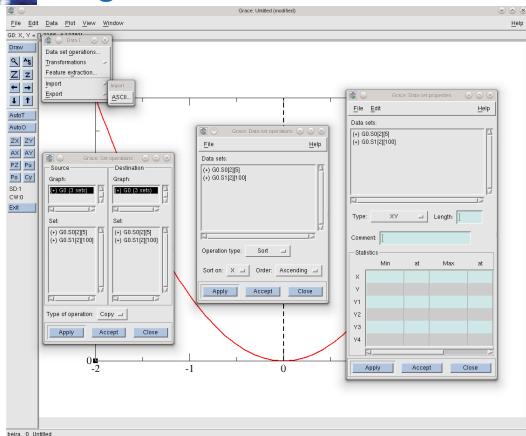 Grace: Untitled (modified)
File Edit Data Plot View Window Help
G0: X, Y =
Draw
Data set operations...
Transformations
Feature extraction...
Import
Export
Import
ASCII...
Z z
AutoT
AutoO
ZX ZY
AX AY
PZ Pu
Po Cy
SD:1
CW:0
Exit
Grace: Set operations
Source Destination
Graph: Graph:
(+) G0 (3 sets) (+) G0 (3 sets)
Set: Set:
(+) G0.S0[2][5] (+) G0.S0[2][5]
(+) G0.S1[2][100] (+) G0.S1[2][100]
Type of operation: Copy
Apply Accept Close
Grace: Data set operations
File Help
Data sets:
(+) G0.S0[2][5]
(+) G0.S1[2][100]
Operation type: Sort
Sort on: X Order: Ascending
Apply Accept Close
Grace: Data set properties
File Edit Help
Data sets:
(+) G0.S0[2][5]
(+) G0.S1[2][100]
Type: XY Length:
Comment:
Statistics
Min at Max at
X
Y
Y1
Y2
Y3
Y4
Apply Accept Close
0
-2 -1 0
beira, :0, Untitled